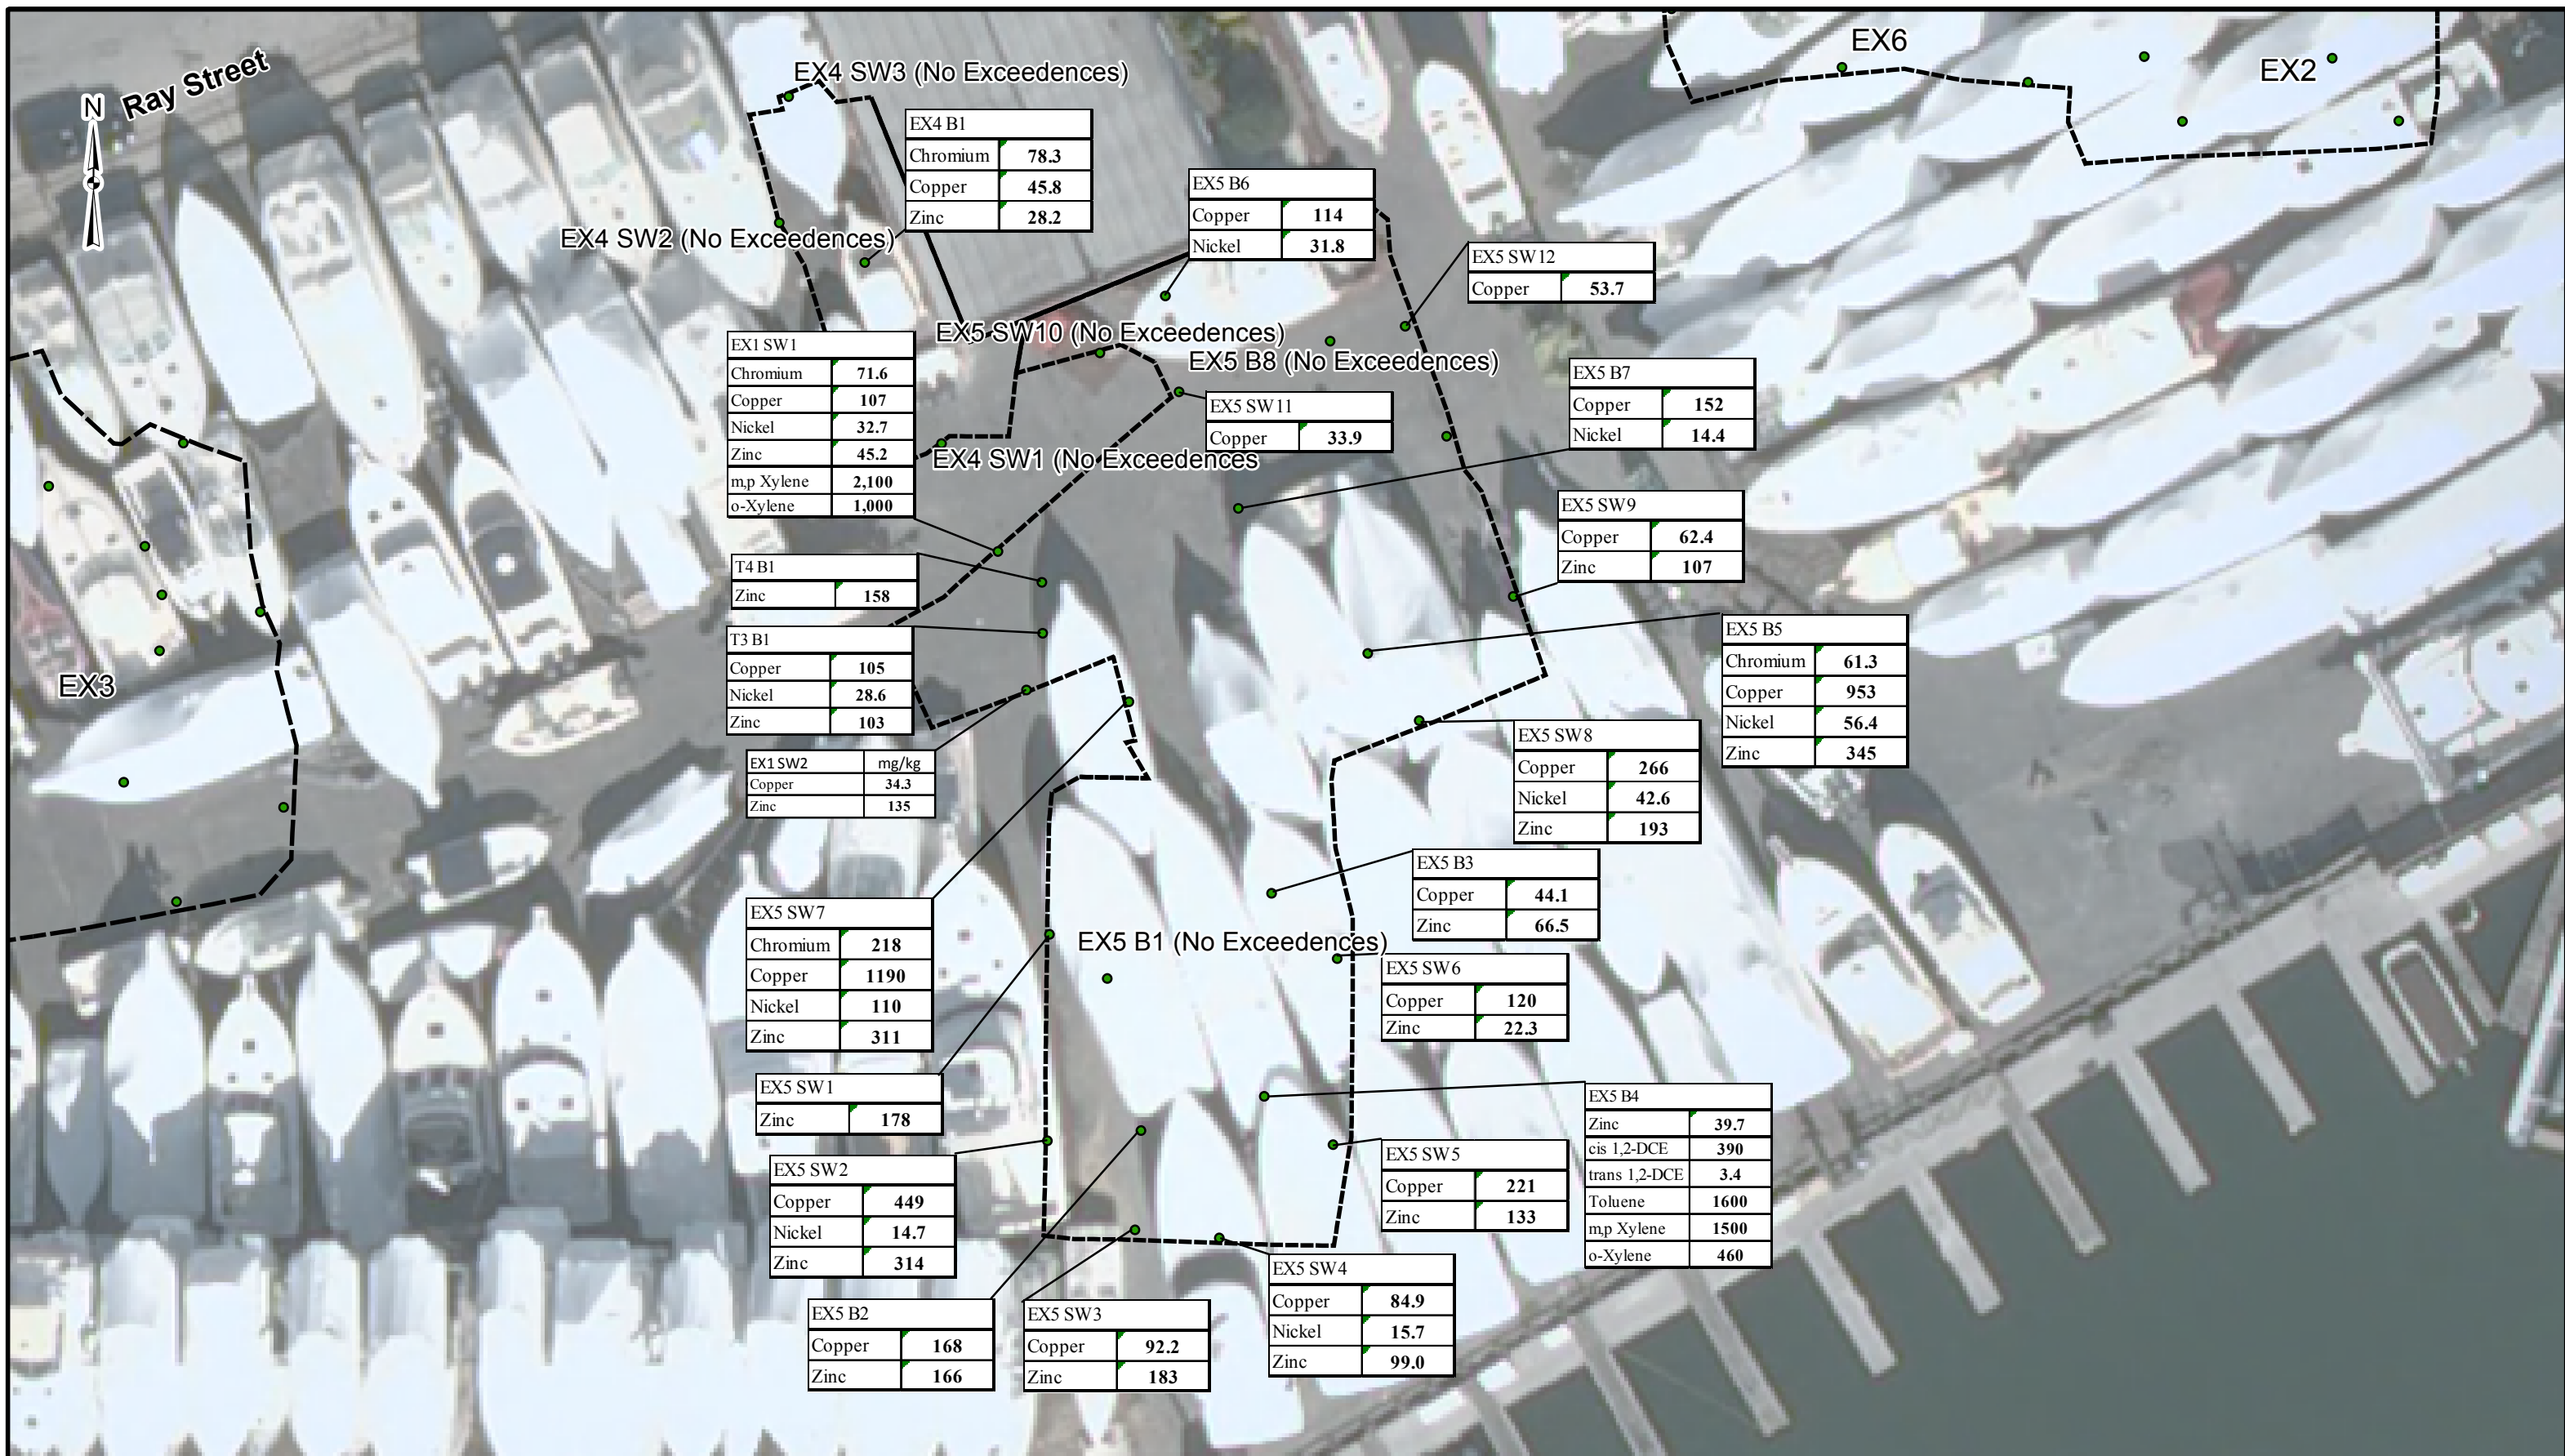 N
Ray Street
EX6
EX2
EX3
EX4 SW3 (No Exceedences)
EX4 B1
Chromium 78.3
Copper 45.8
Zinc 28.2
EX4 SW2 (No Exceedences)
EX5 B6
Copper 114
Nickel 31.8
EX5 SW12
Copper 53.7
EX5 SW10 (No Exceedences)
EX5 B8 (No Exceedences)
EX1 SW1
Chromium 71.6
Copper 107
Nickel 32.7
Zinc 45.2
m,p Xylene 2,100
o-Xylene 1,000
EX5 SW11
Copper 33.9
EX4 SW1 (No Exceedences
EX5 B7
Copper 152
Nickel 14.4
EX5 SW9
Copper 62.4
Zinc 107
T4 B1
Zinc 158
T3 B1
Copper 105
Nickel 28.6
Zinc 103
EX5 B5
Chromium 61.3
Copper 953
Nickel 56.4
Zinc 345
EX1 SW2 mg/kg
Copper 34.3
Zinc 135
EX5 SW8
Copper 266
Nickel 42.6
Zinc 193
EX5 B3
Copper 44.1
Zinc 66.5
EX5 SW7
Chromium 218
Copper 1190
Nickel 110
Zinc 311
EX5 B1 (No Exceedences)
EX5 SW6
Copper 120
Zinc 22.3
EX5 SW1
Zinc 178
EX5 B4
Zinc 39.7
cis 1,2-DCE 390
trans 1,2-DCE 3.4
Toluene 1600
m,p Xylene 1500
o-Xylene 460
EX5 SW5
Copper 221
Zinc 133
EX5 SW2
Copper 449
Nickel 14.7
Zinc 314
EX5 SW4
Copper 84.9
Nickel 15.7
Zinc 99.0
EX5 B2
Copper 168
Zinc 166
EX5 SW3
Copper 92.2
Zinc 183